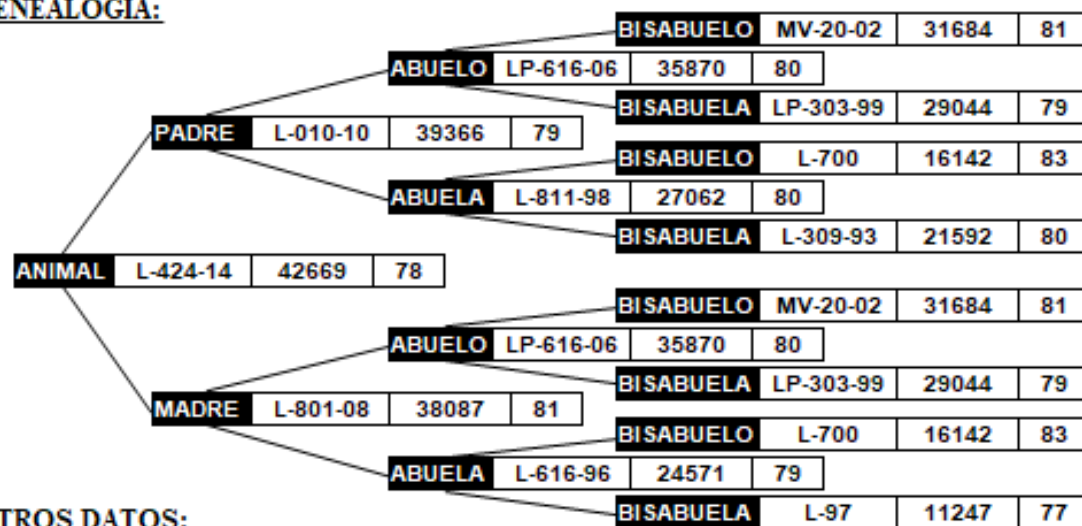 ENEALOGÍA:
BISABUELO MV-20-02 31684 81
ABUELO LP-616-06 35870 80
BISABUELA LP-303-99 29044 79
PADRE L-010-10 39366 79
BISABUELO L-700 16142 83
ABUELA L-811-98 27062 80
BISABUELA L-309-93 21592 80
ANIMAL L-424-14 42669 78
BISABUELO MV-20-02 31684 81
ABUELO LP-616-06 35870 80
BISABUELA LP-303-99 29044 79
MADRE L-801-08 38087 81
BISABUELO L-700 16142 83
ABUELA L-616-96 24571 79
BISABUELA L-97 11247 77
TROS DATOS: